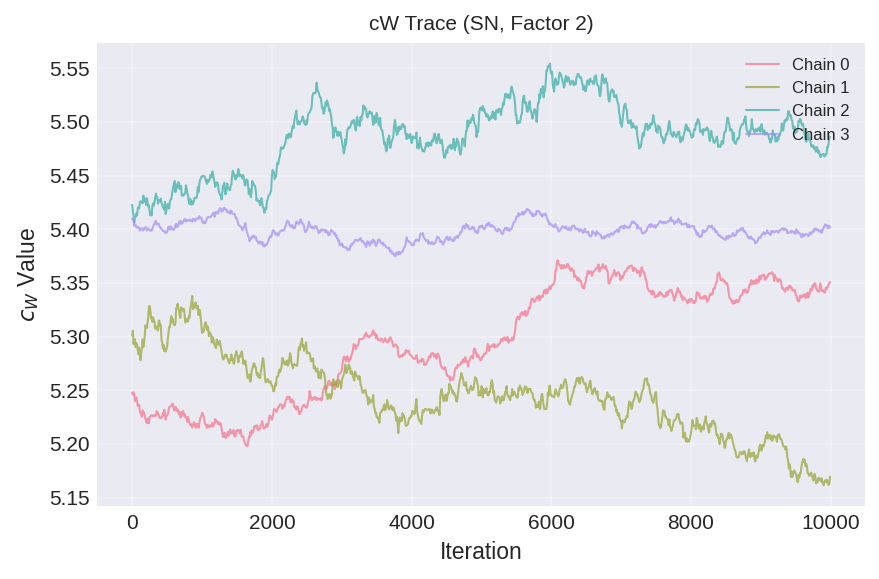 cW Trace (SN, Factor 2)
Chain 0
Chain 1
Chain 2
Chain 3
5.55
5.50
5.45
5.40
5.35
5.30
5.25
5.20
5.15
c_W Value
0
2000
4000
6000
8000
10000
Iteration